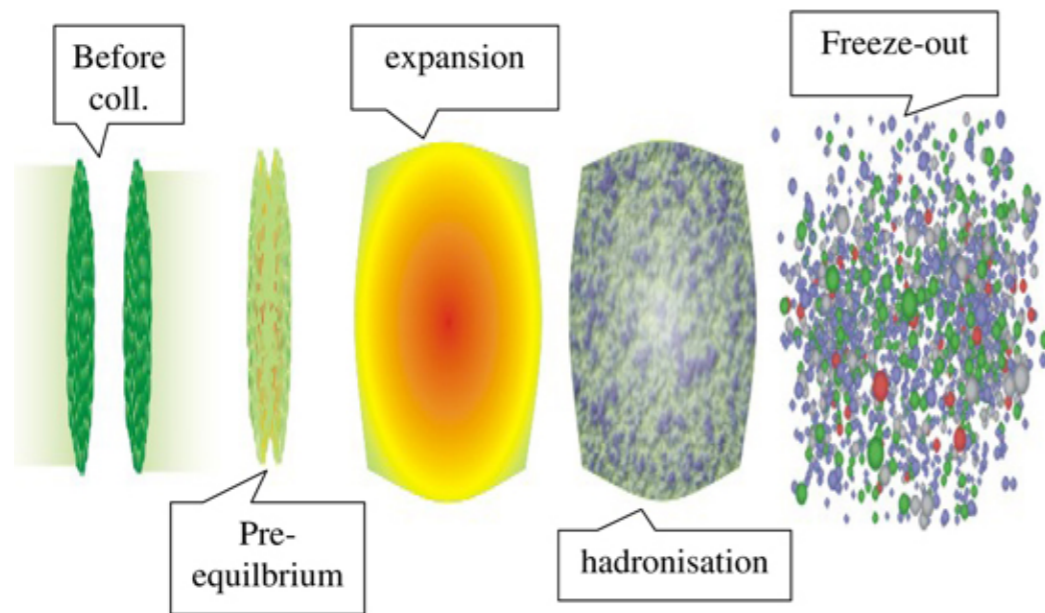 Before
coll.
Pre-
equilbrium
expansion
hadronisation
Freeze-out